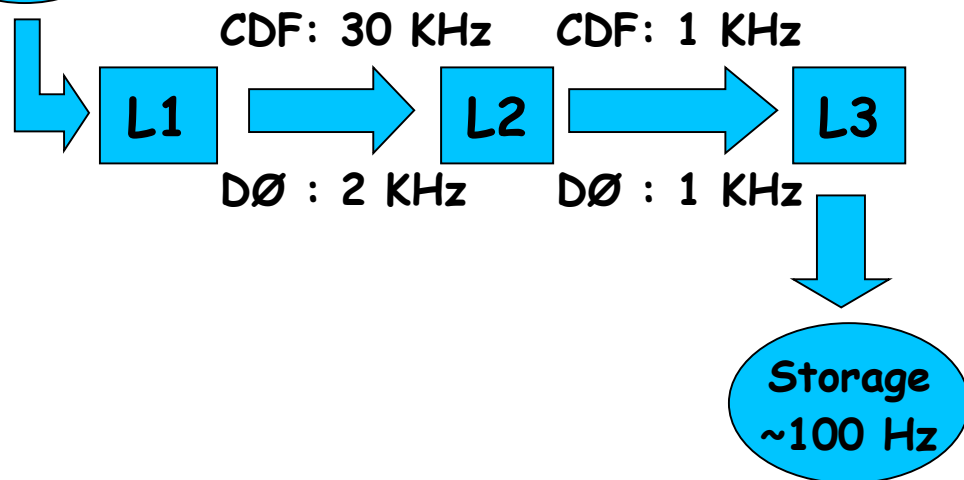 CDF: 30 KHz CDF: 1 KHz
L1 L2 L3
DØ : 2 KHz DØ : 1 KHz
Storage
~100 Hz